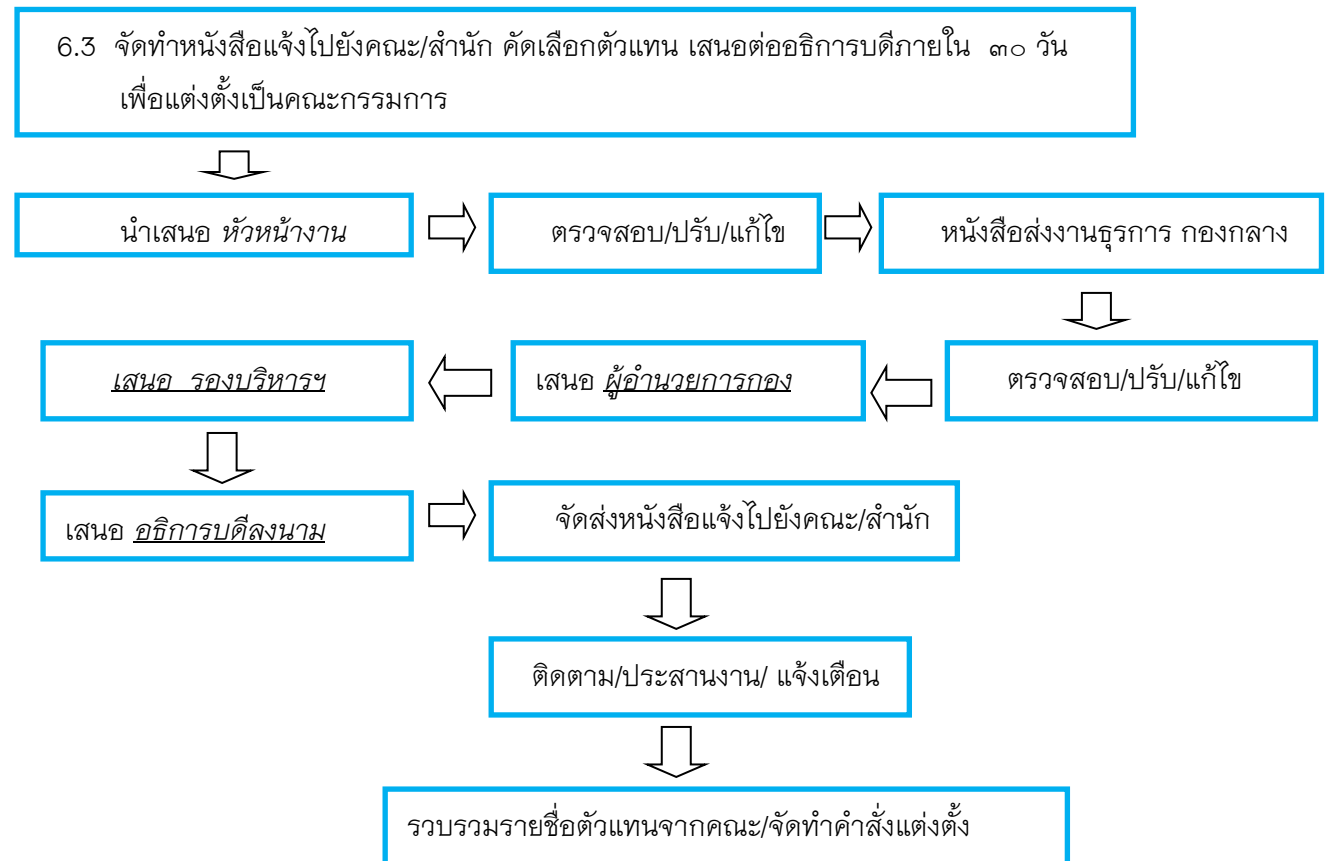 6.3 จัดทำหนังสือแจ้งไปยังคณะ/สำนัก คัดเลือกตัวแทน เสนอต่ออธิการบดีภายใน ๓๐ วัน
เพื่อแต่งตั้งเป็นคณะกรรมการ
นำเสนอ หัวหน้างาน
ตรวจสอบ/ปรับ/แก้ไข
หนังสือส่งงานธุรการ กองกลาง
ตรวจสอบ/ปรับ/แก้ไข
เสนอ ผู้อำนวยการกอง
เสนอ รองบริหารฯ
เสนอ อธิการบดีลงนาม
จัดส่งหนังสือแจ้งไปยังคณะ/สำนัก
ติดตาม/ประสานงาน/ แจ้งเตือน
รวบรวมรายชื่อตัวแทนจากคณะ/จัดทำคำสั่งแต่งตั้ง